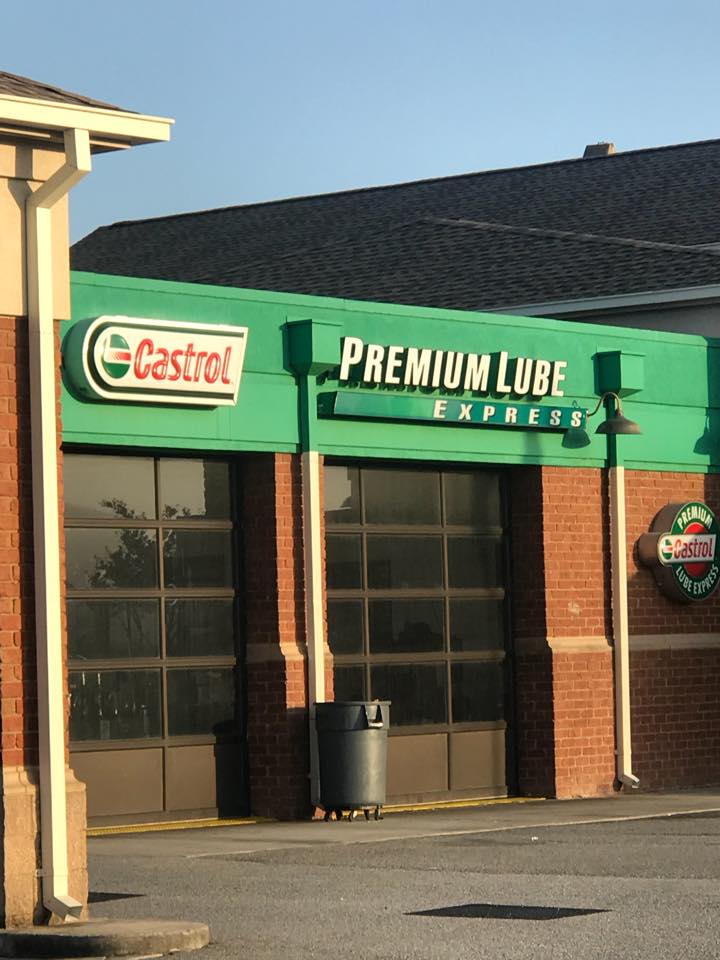 Castrol
PREMIUM LUBE
EXPRESS
PREMIUM
Castrol
LUBE EXPRESS